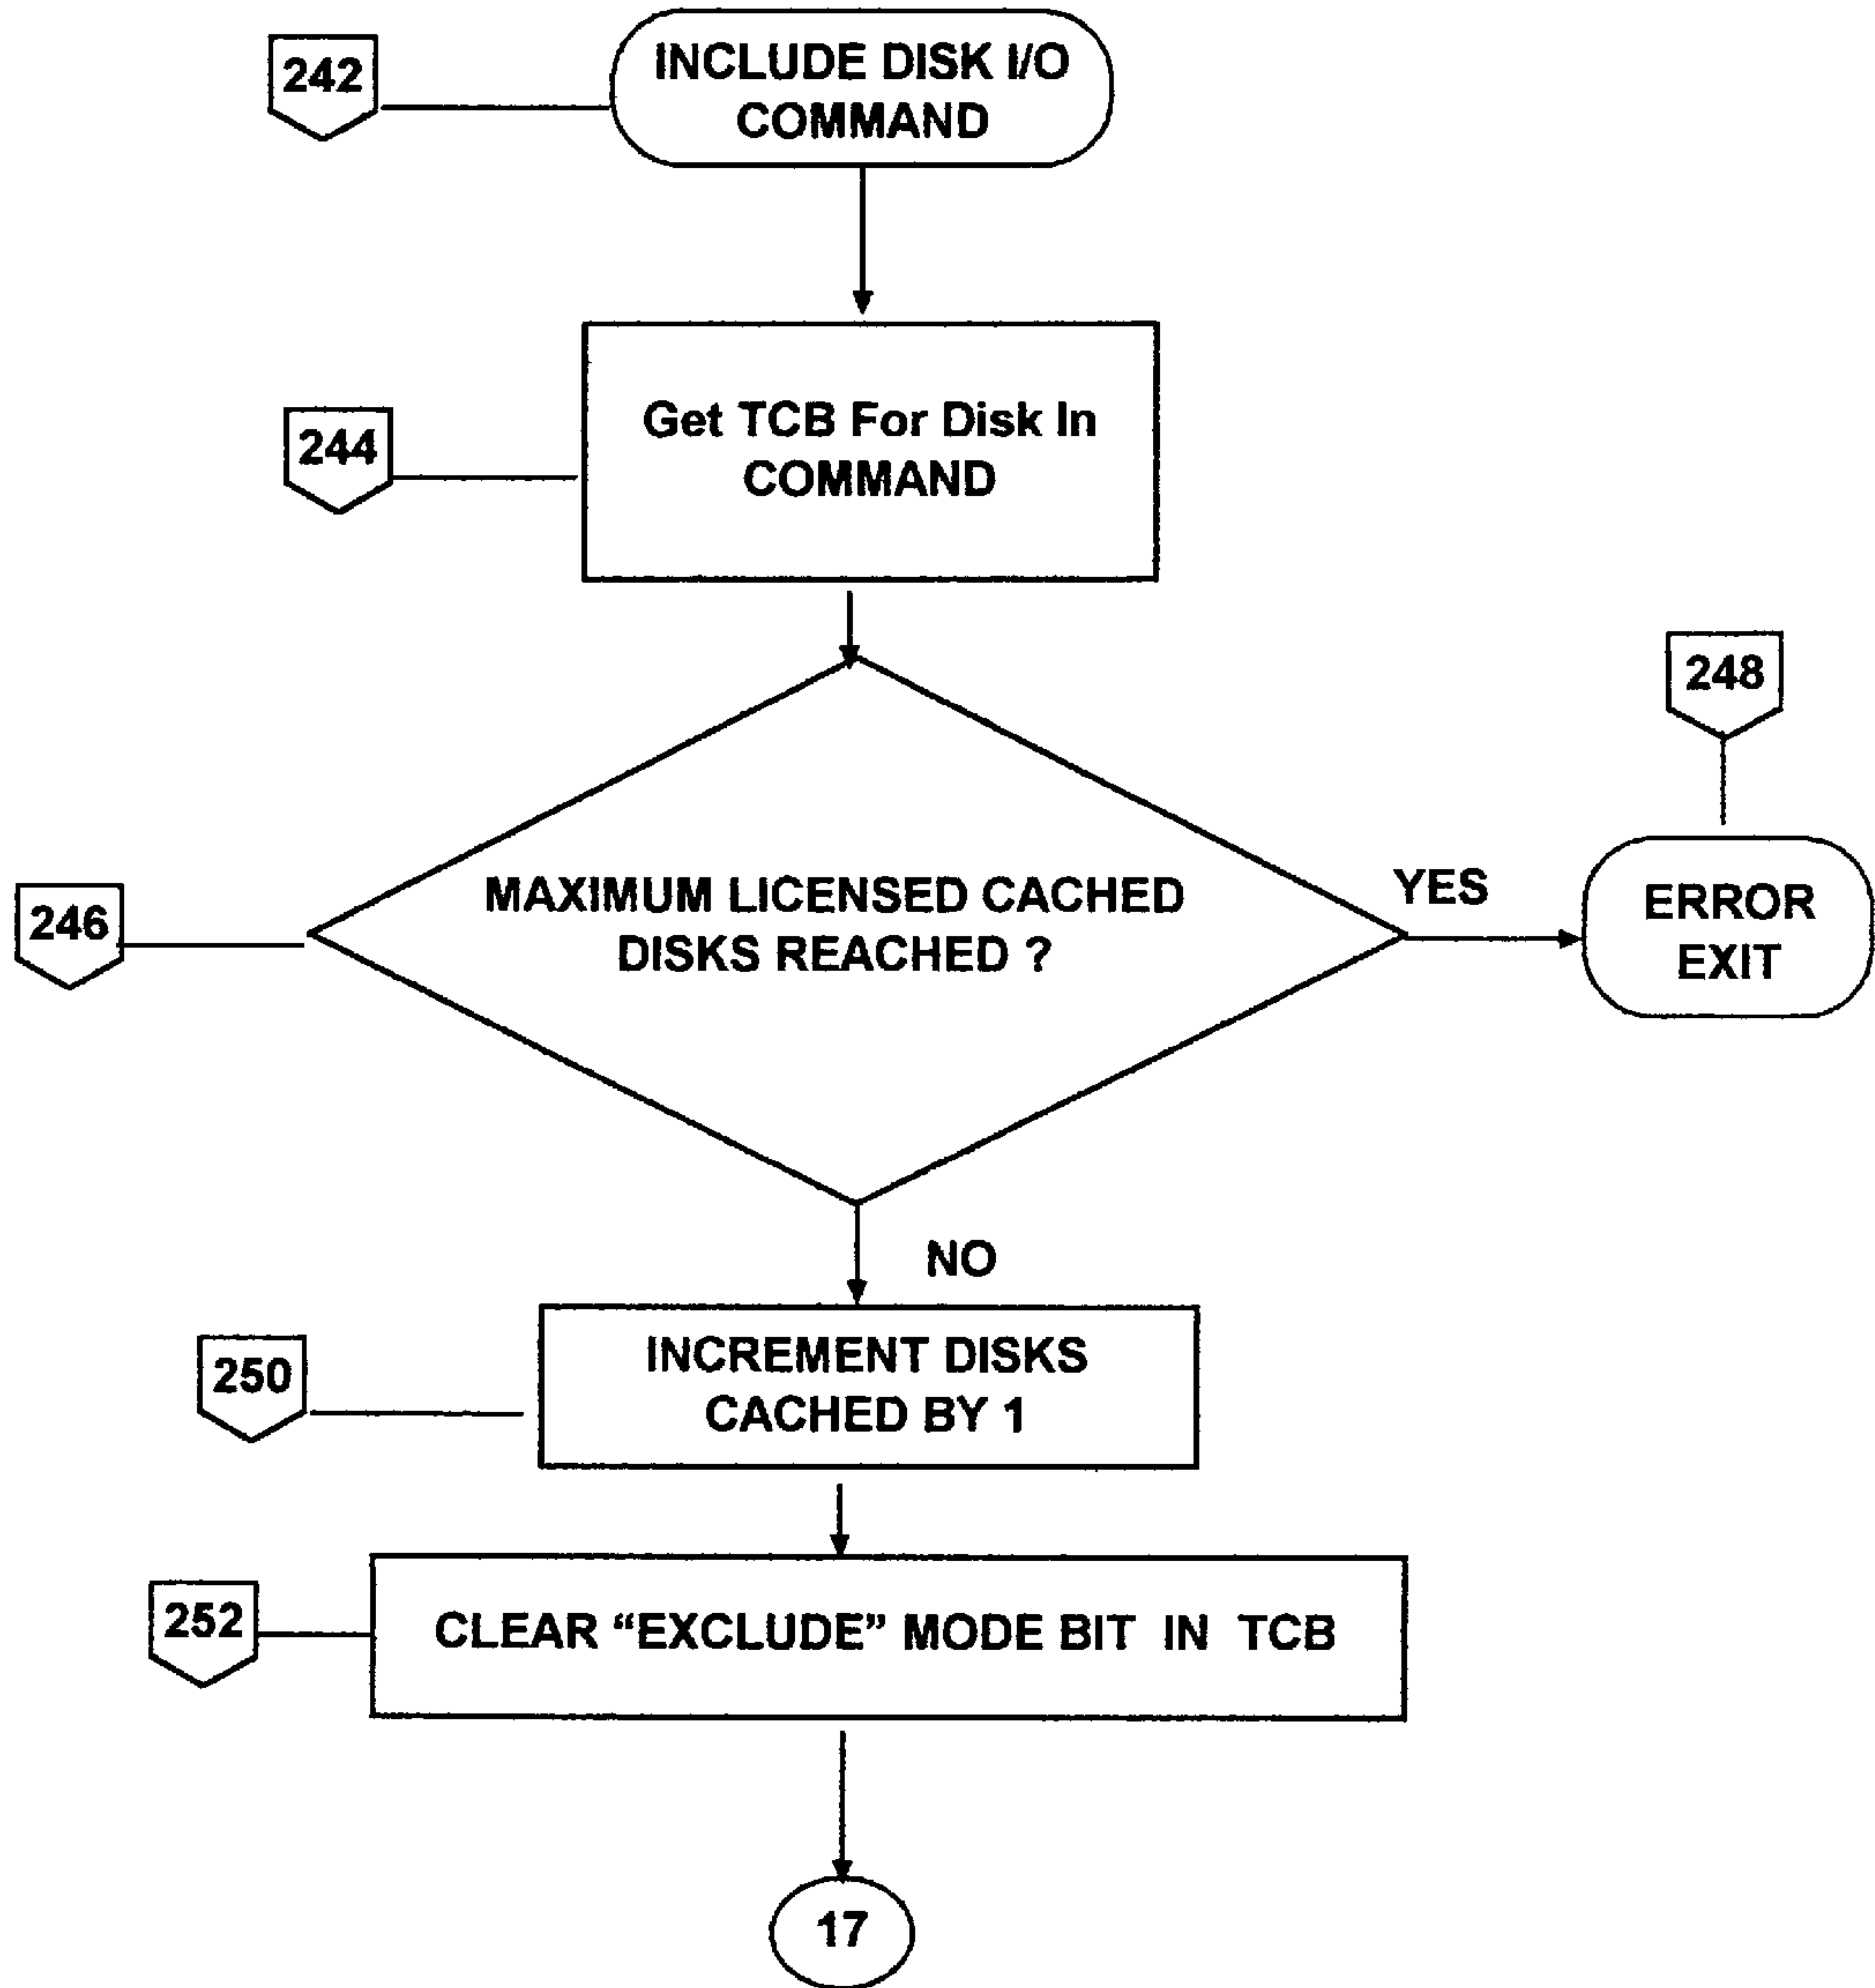 242
INCLUDE DISK I/O
COMMAND
244
Get TCB For Disk In
COMMAND
246
MAXIMUM LICENSED CACHED
DISKS REACHED ?
YES
248
ERROR
EXIT
NO
250
INCREMENT DISKS
CACHED BY 1
252
CLEAR “EXCLUDE” MODE BIT IN TCB
17